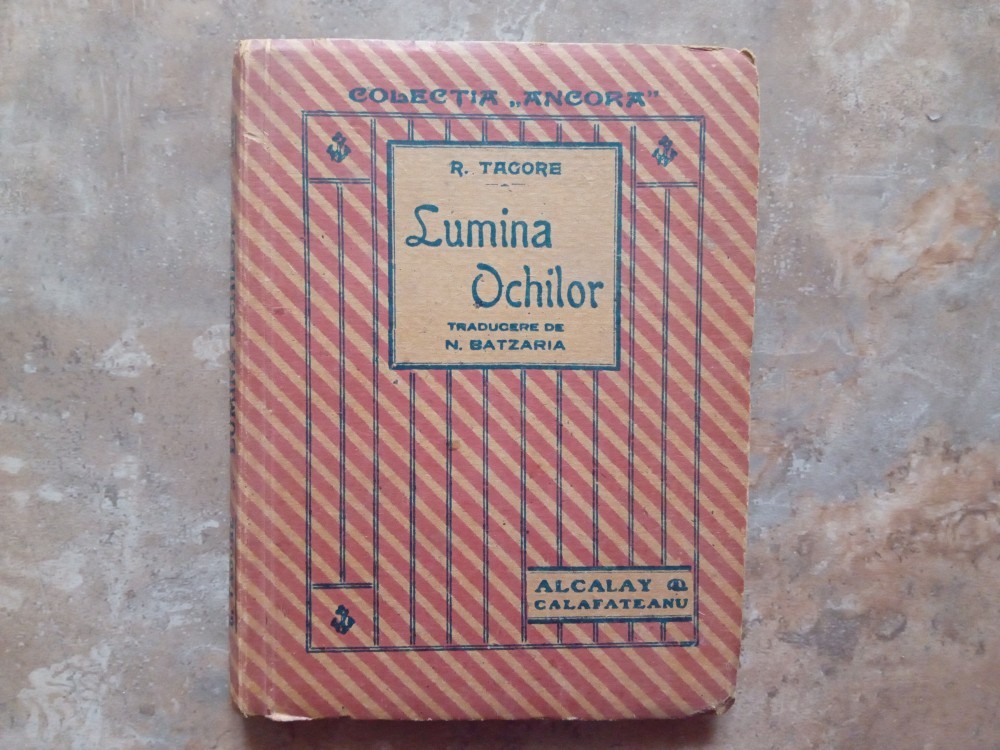 COLECTIA „ANCORA"
R. TAGORE
Lumina
Ochilor
TRADUCERE DE
N. BATZARIA
ALCALAY &
CALAFATEANU